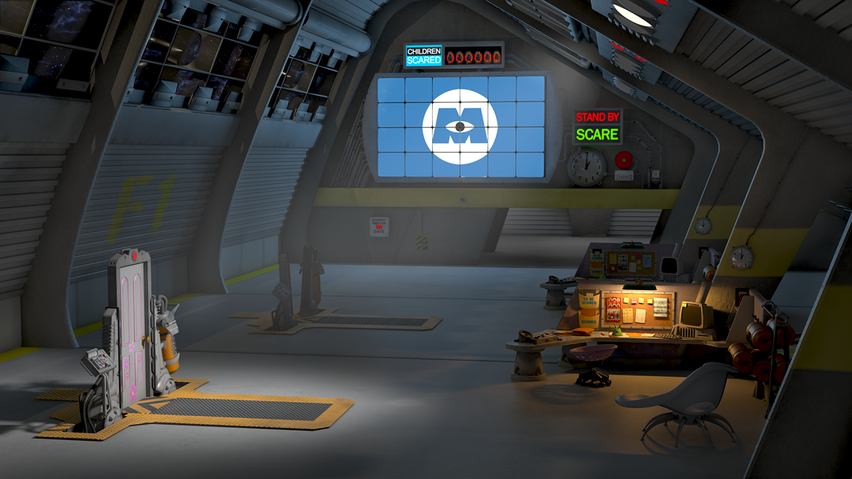 CHILDREN
SCARED
STAND BY
SCARE
F1
M